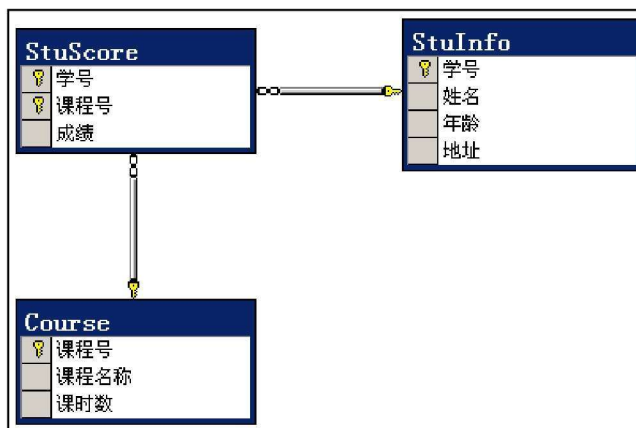 StuScore
学号
课程号
成绩
StuInfo
学号
姓名
年龄
地址
Course
课程号
课程名称
课时数